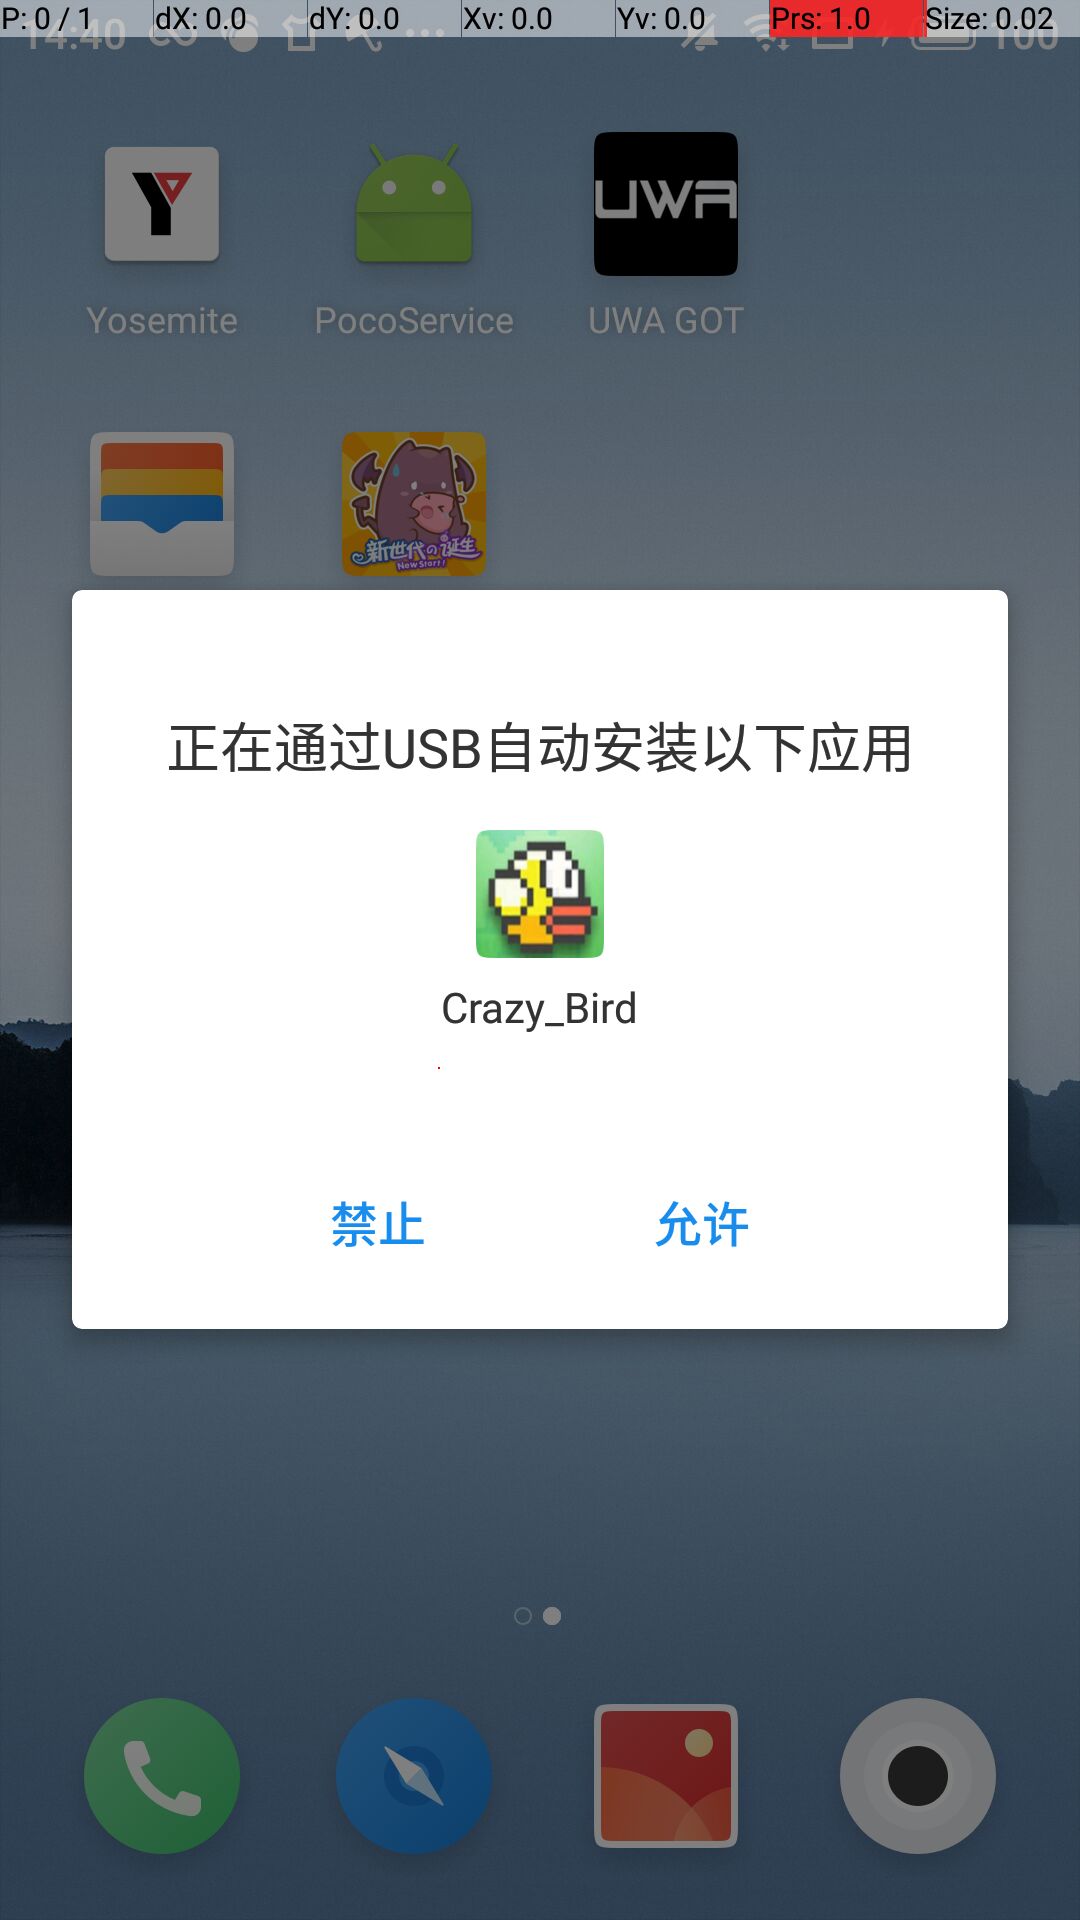 P: 0 / 1 dX: 0.0 dY: 0.0 Xv: 0.0 Yv: 0.0 Prs: 1.0 Size: 0.02
14:40 100
Y UWA
Yosemite PocoService UWA GOT
新世代の诞生
New Start!
正在通过USB自动安装以下应用
Crazy_Bird
禁止 允许